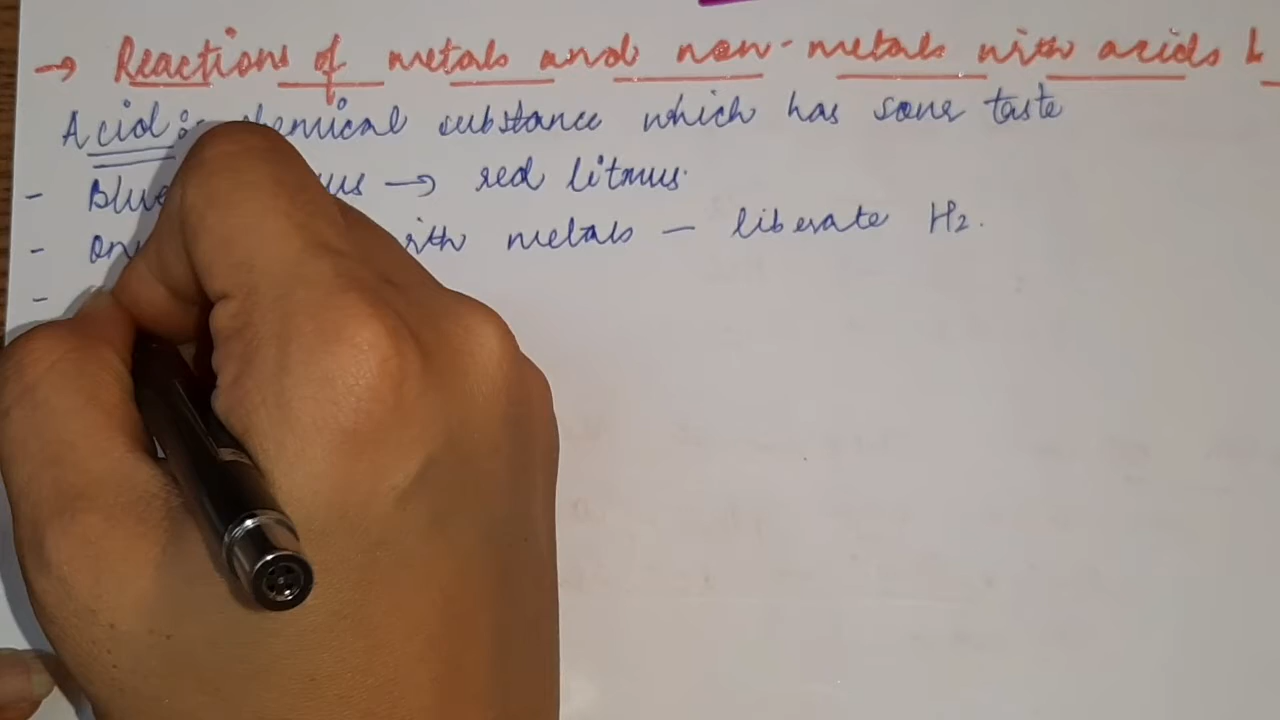 → Reactions of metals and non-metals with acids
Acid :- chemical substance which has sour taste
- Blue → red litmus.
- with metals - liberate H2.
-